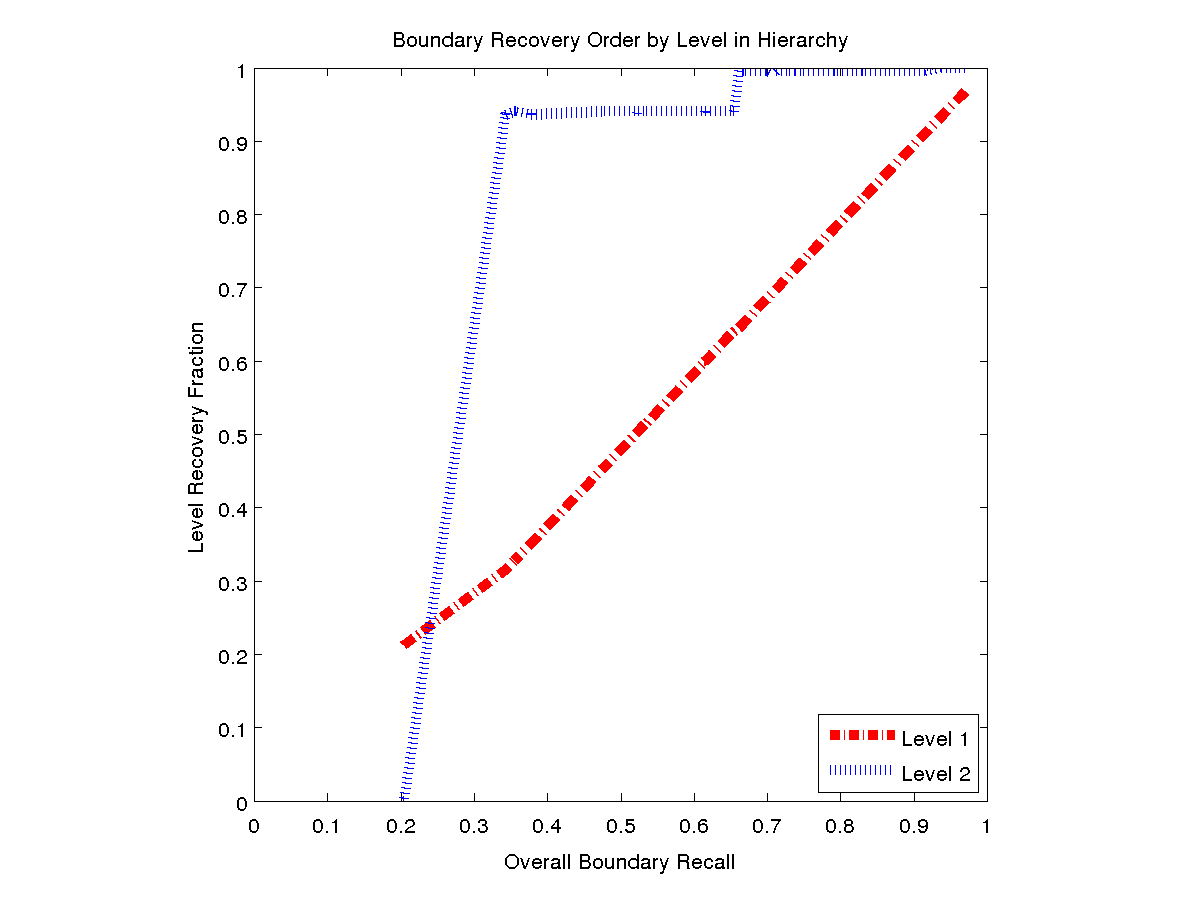 Boundary Recovery Order by Level in Hierarchy
1
0.9
0.8
0.7
0.6
0.5
0.4
0.3
0.2
0.1
0
Level Recovery Fraction
Level 1
Level 2
0 0.1 0.2 0.3 0.4 0.5 0.6 0.7 0.8 0.9 1
Overall Boundary Recall